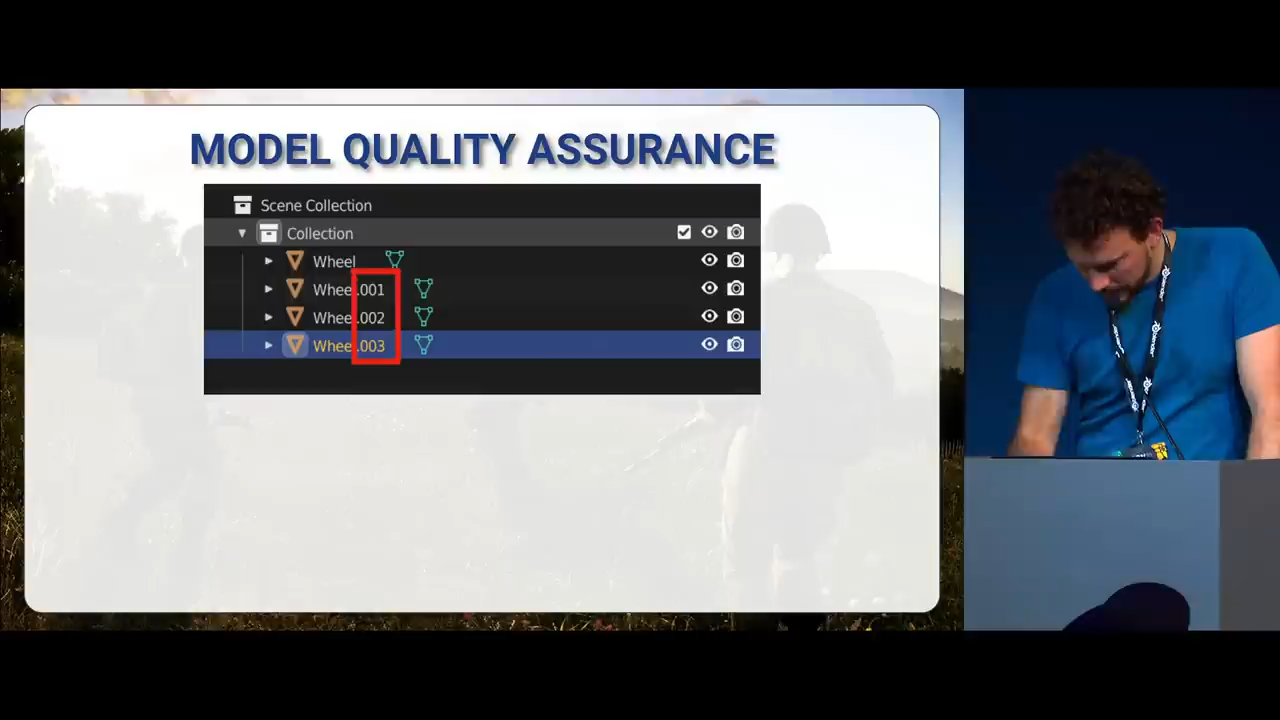 MODEL QUALITY ASSURANCE
Scene Collection
Collection
Wheel
Wheel.001
Wheel.002
Wheel.003